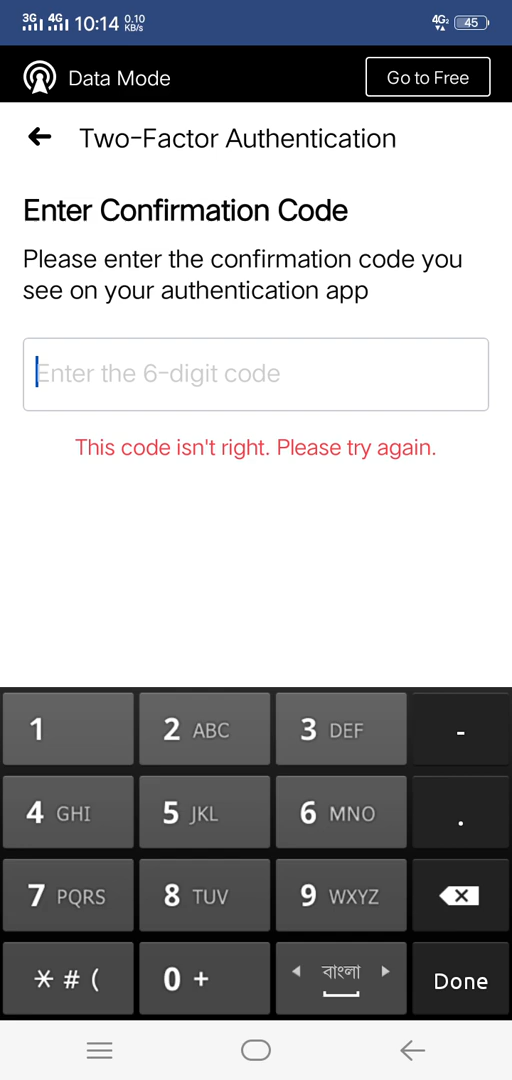 3G 4G 10:14 0.10 KB/s 4G2 45
Data Mode Go to Free
Two-Factor Authentication
Enter Confirmation Code
Please enter the confirmation code you
see on your authentication app
Enter the 6-digit code
This code isn't right. Please try again.
1 2 ABC 3 DEF -
4 GHI 5 JKL 6 MNO .
7 PQRS 8 TUV 9 WXYZ
* # ( 0 + বাংলা Done